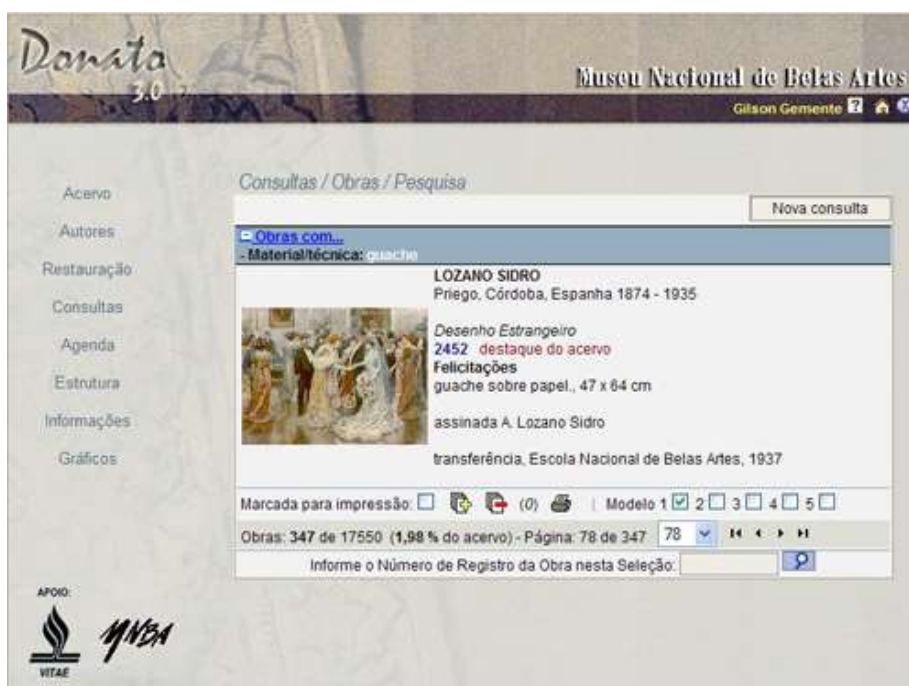 Donato
3.0
Museu Nacional de Belas Artes
Gilson Gemente ?
Acervo
Autores
Restauração
Consultas
Agenda
Estrutura
Informações
Gráficos
Consultas / Obras / Pesquisa
Nova consulta
Obras com...
- Material/técnica: guache
LOZANO SIDRO
Priego, Córdoba, Espanha 1874 - 1935
Desenho Estrangeiro
2452 destaque do acervo
Felicitações
guache sobre papel., 47 x 64 cm
assinada A. Lozano Sidro
transferência, Escola Nacional de Belas Artes, 1937
Marcada para impressão: (0) | Modelo 1 2 3 4 5
Obras: 347 de 17550 (1,98 % do acervo) - Página: 78 de 347 78
Informe o Número de Registro da Obra nesta Seleção:
APOIO:
VITAE
MNBA